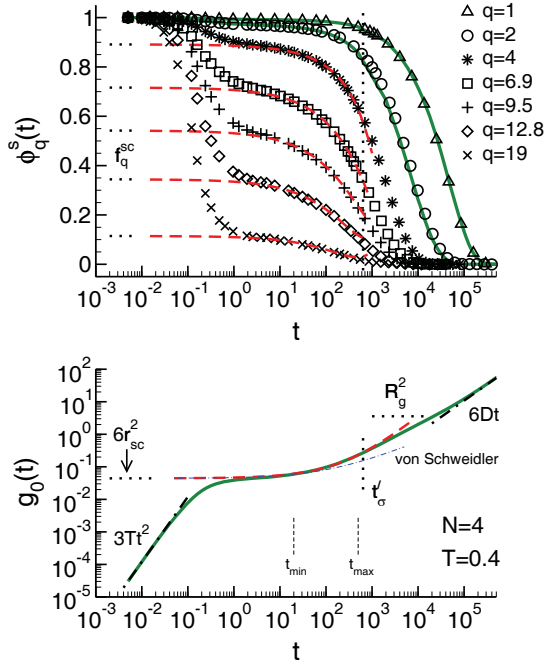 1
0.8
0.6
0.4
0.2
0
ϕ_q^s(t)
f_q^sc
q=1
q=2
q=4
q=6.9
q=9.5
q=12.8
q=19
10^-3 10^-2 10^-1 10^0 10^1 10^2 10^3 10^4 10^5
t
10^2
10^1
10^0
10^-1
10^-2
10^-3
10^-4
10^-5
g_0(t)
6r_sc^2
3Tt^2
R_g^2
6Dt
von Schweidler
t'_σ
t_min
t_max
N=4
T=0.4
10^-3 10^-2 10^-1 10^0 10^1 10^2 10^3 10^4 10^5
t